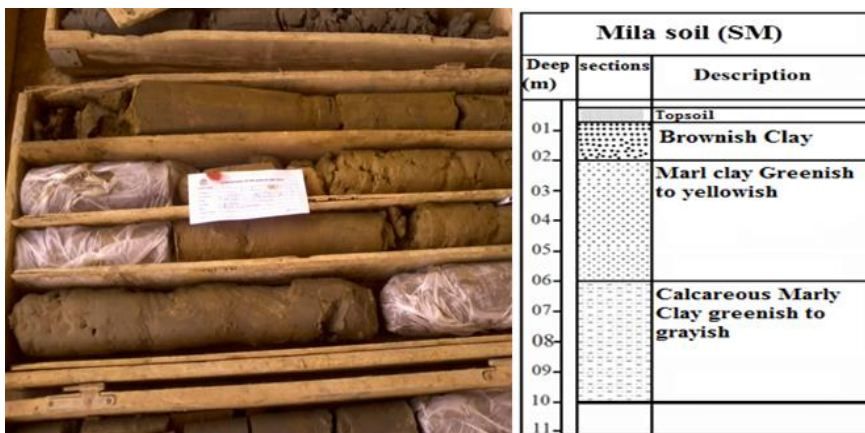 Mila soil (SM)
Deep
(m)
sections
Description
Topsoil
01
Brownish Clay
02
Marl clay Greenish
to yellowish
03
04
05
06
Calcareous Marly
Clay greenish to
grayish
07
08
09
10
11